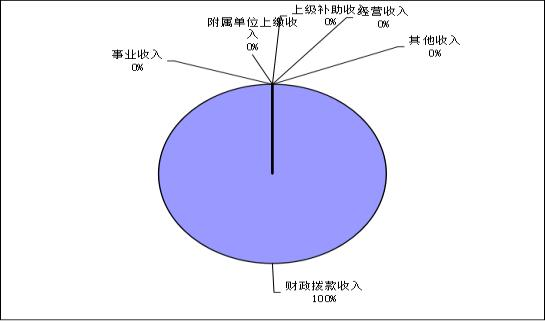 上级补助收入
0%
经营收入
0%
附属单位上缴收
入
0%
其他收入
0%
事业收入
0%
财政拨款收入
100%